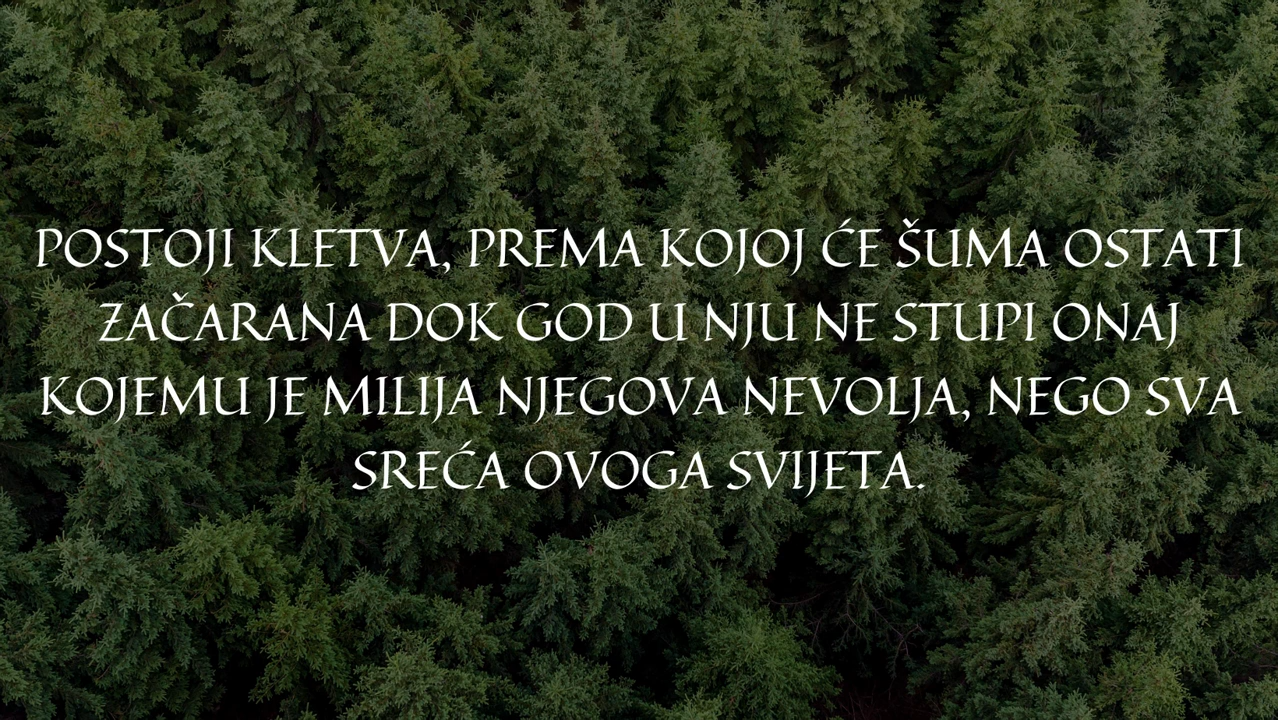 POSTOJI KLETVA, PREMA KOJOJ ĆE ŠUMA OSTATI
ZAČARANA DOK GOD U NJU NE STUPI ONAJ
KOJEMU JE MILIJA NJEGOVA NEVOLJA, NEGO SVA
SREĆA OVOGA SVIJETA.